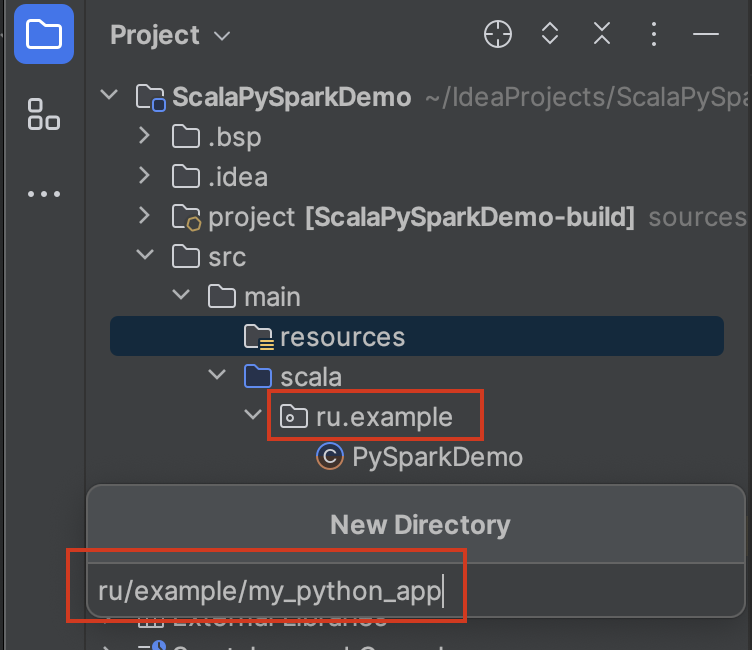 Project
ScalaPySparkDemo ~/IdeaProjects/ScalaPySpa
.bsp
.idea
project [ScalaPySparkDemo-build] sources
src
main
resources
scala
ru.example
C PySparkDemo
New Directory
ru/example/my_python_app
External Libraries